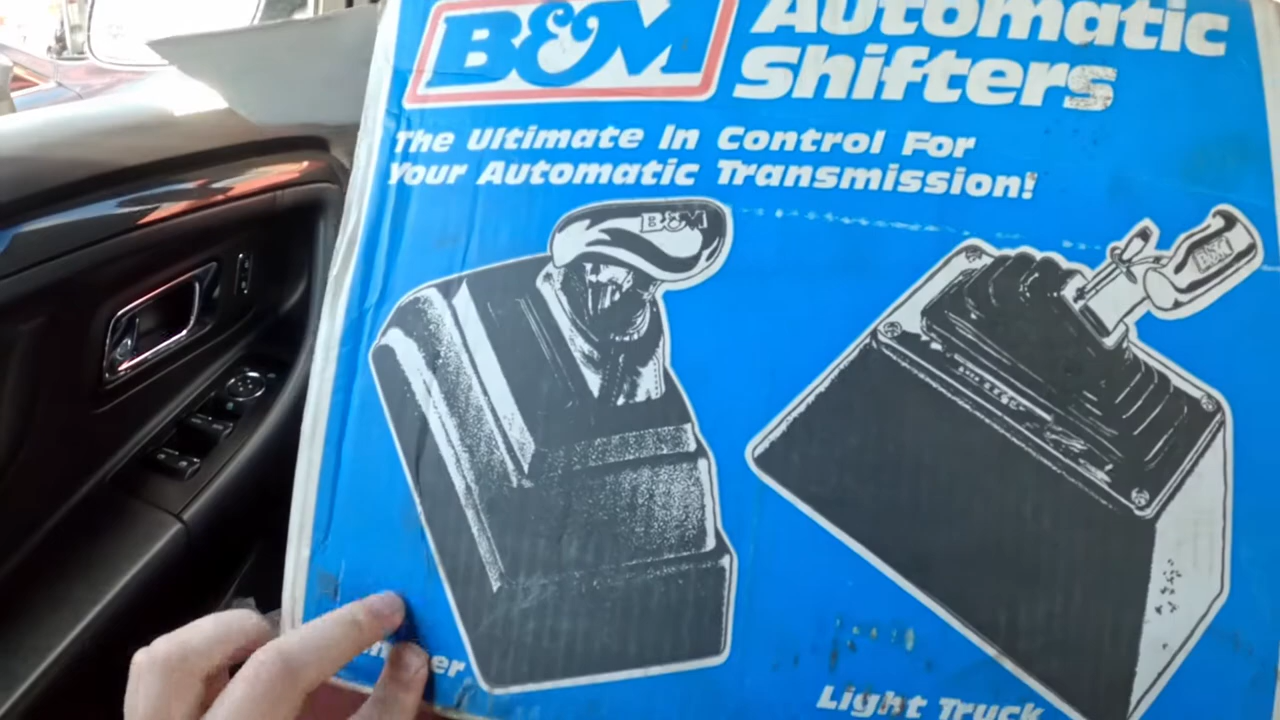 B&M
Automatic
Shifters
The Ultimate In Control For
Your Automatic Transmission!
B&M
B&M
Light Truck